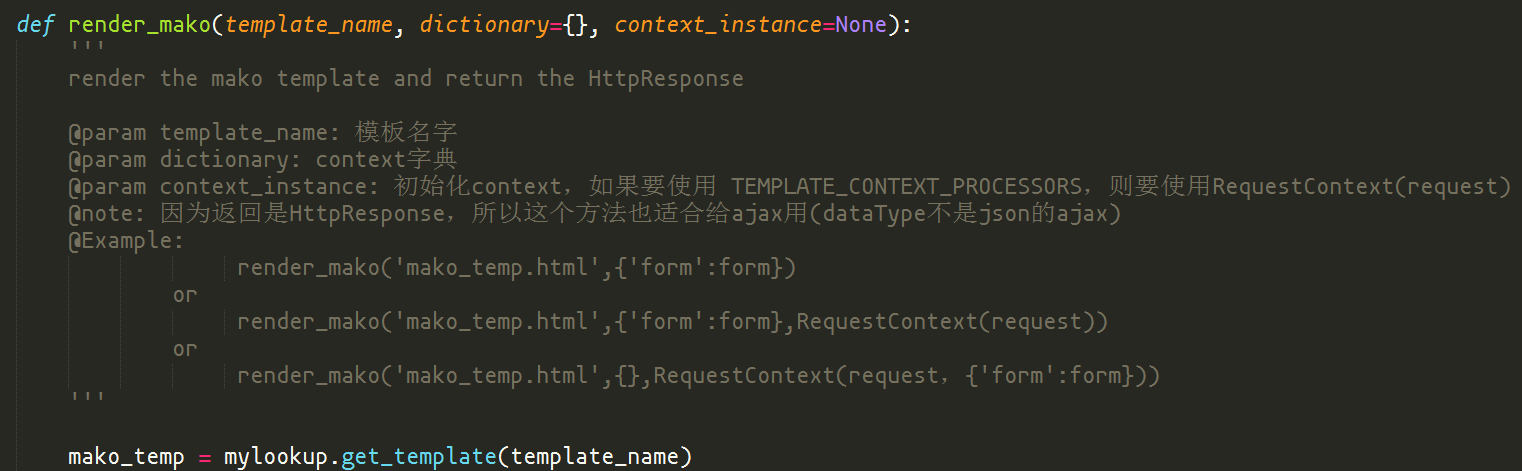 def render_mako(template_name, dictionary={}, context_instance=None):
    '''
    render the mako template and return the HttpResponse

    @param template_name: 模板名字
    @param dictionary: context字典
    @param context_instance: 初始化context，如果要使用 TEMPLATE_CONTEXT_PROCESSORS，则要使用RequestContext(request)
    @note: 因为返回是HttpResponse，所以这个方法也适合给ajax用(dataType不是json的ajax)
    @Example:
                 render_mako('mako_temp.html',{'form':form})
            or
                 render_mako('mako_temp.html',{'form':form},RequestContext(request))
            or
                 render_mako('mako_temp.html',{},RequestContext(request，{'form':form}))
    '''

    mako_temp = mylookup.get_template(template_name)